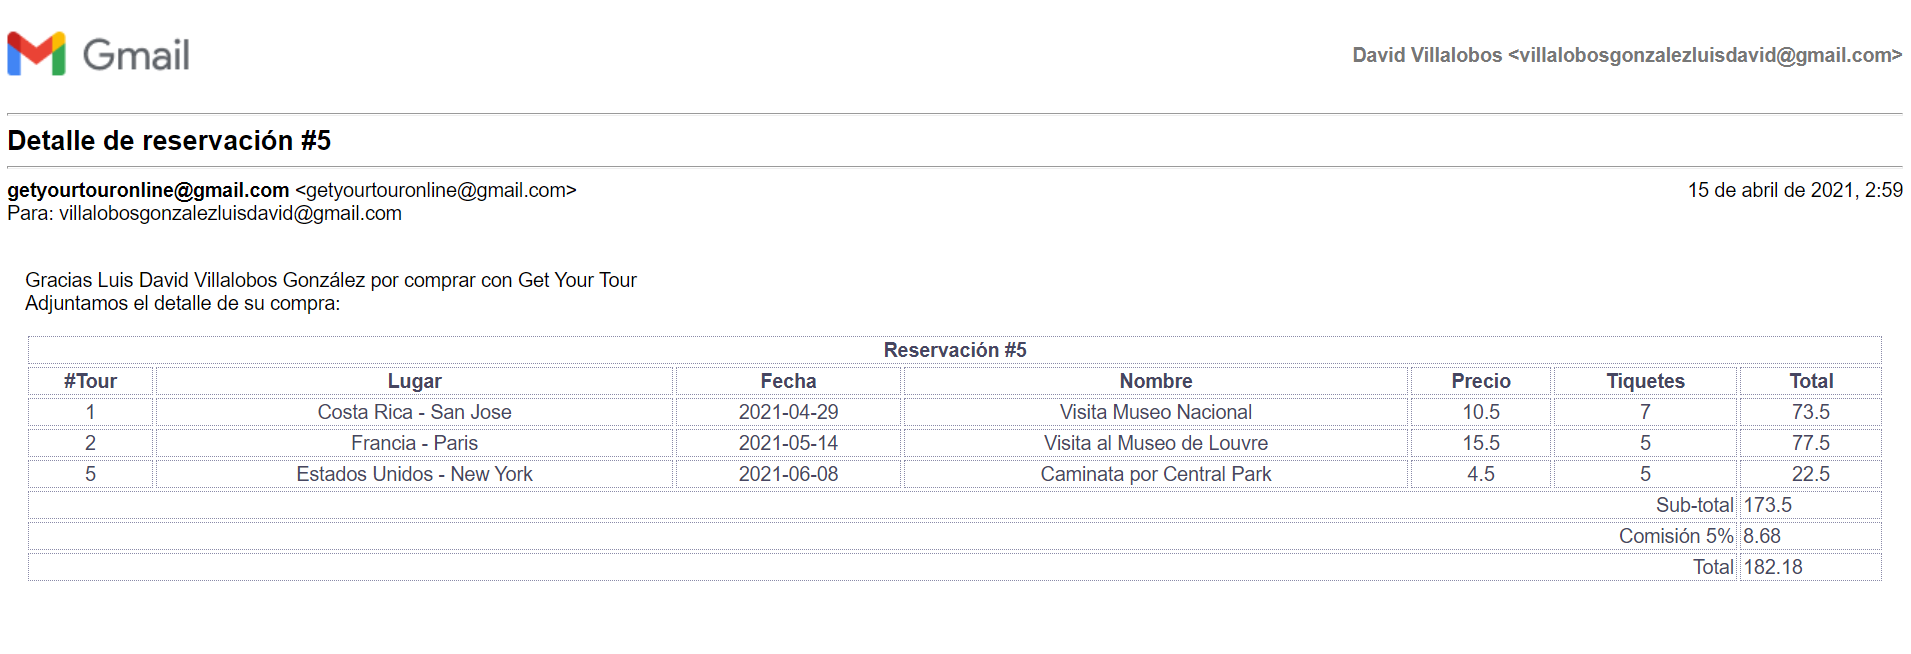 Gmail
David Villalobos <villalobosgonzalezluisdavid@gmail.com>
Detalle de reservación #5
getyourtouronline@gmail.com <getyourtouronline@gmail.com>
15 de abril de 2021, 2:59
Para: villalobosgonzalezluisdavid@gmail.com
Gracias Luis David Villalobos González por comprar con Get Your Tour
Adjuntamos el detalle de su compra:
Reservación #5
#Tour Lugar Fecha Nombre Precio Tiquetes Total
1 Costa Rica - San Jose 2021-04-29 Visita Museo Nacional 10.5 7 73.5
2 Francia - Paris 2021-05-14 Visita al Museo de Louvre 15.5 5 77.5
5 Estados Unidos - New York 2021-06-08 Caminata por Central Park 4.5 5 22.5
Sub-total 173.5
Comisión 5% 8.68
Total 182.18